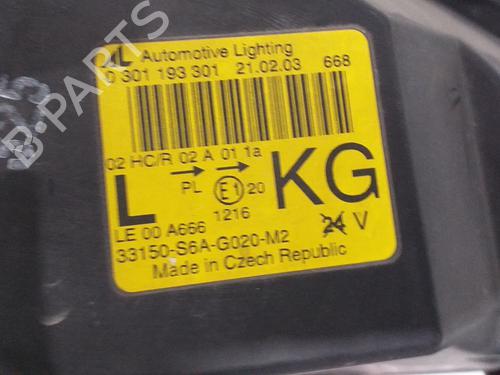 AL Automotive Lighting
0 301 193 301 21.02.03 668
02 HC/R 02 A 01 1a
L PL E1 20 KG
1216
LE 00 A666
24 V
33150-S6A-G020-M2
Made in Czech Republic
B-PARTS